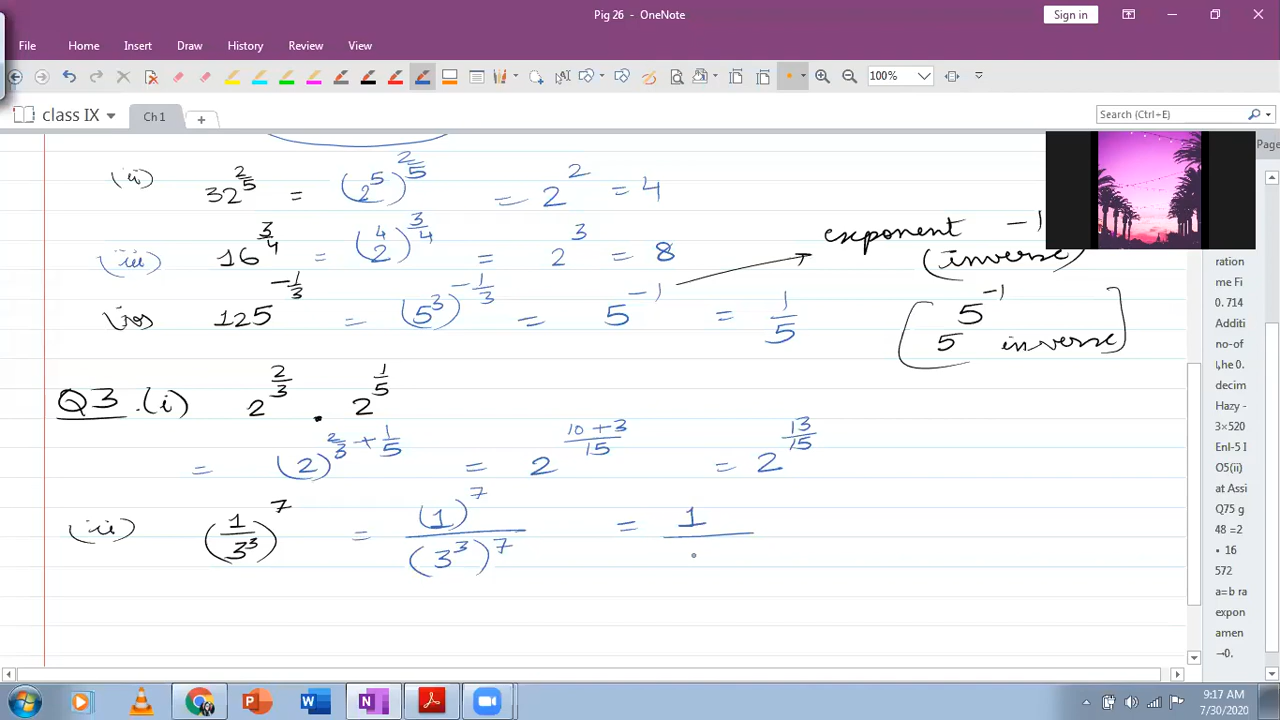 Pig 26 - OneNote
Sign in
File Home Insert Draw History Review View
100%
class IX
Ch 1
Search (Ctrl+E)
Page
(ii) 32^(2/5) = (2^5)^(2/5) = 2^2 = 4
(iii) 16^(3/4) = (2^4)^(3/4) = 2^3 = 8
exponent -1
(inverse)
125^(-1/3) = (5^3)^(-1/3) = 5^-1 = 1/5
[5^-1
5 inverse]
Q3.(i) 2^(2/3) . 2^(1/5)
= (2)^(2/3 + 1/5) = 2^((10+3)/15) = 2^(13/15)
(ii) (1/3^3)^7 = (1)^7/(3^3)^7 = 1/
ration
me Fi
0. 714
Additi
no-of
decim
Hazy -
3×520
EnI-5 I
O5(ii)
at Assi
Q75 g
48 =2
• 16
572
a=b ra
expon
amen
→0.
9:17 AM
7/30/2020